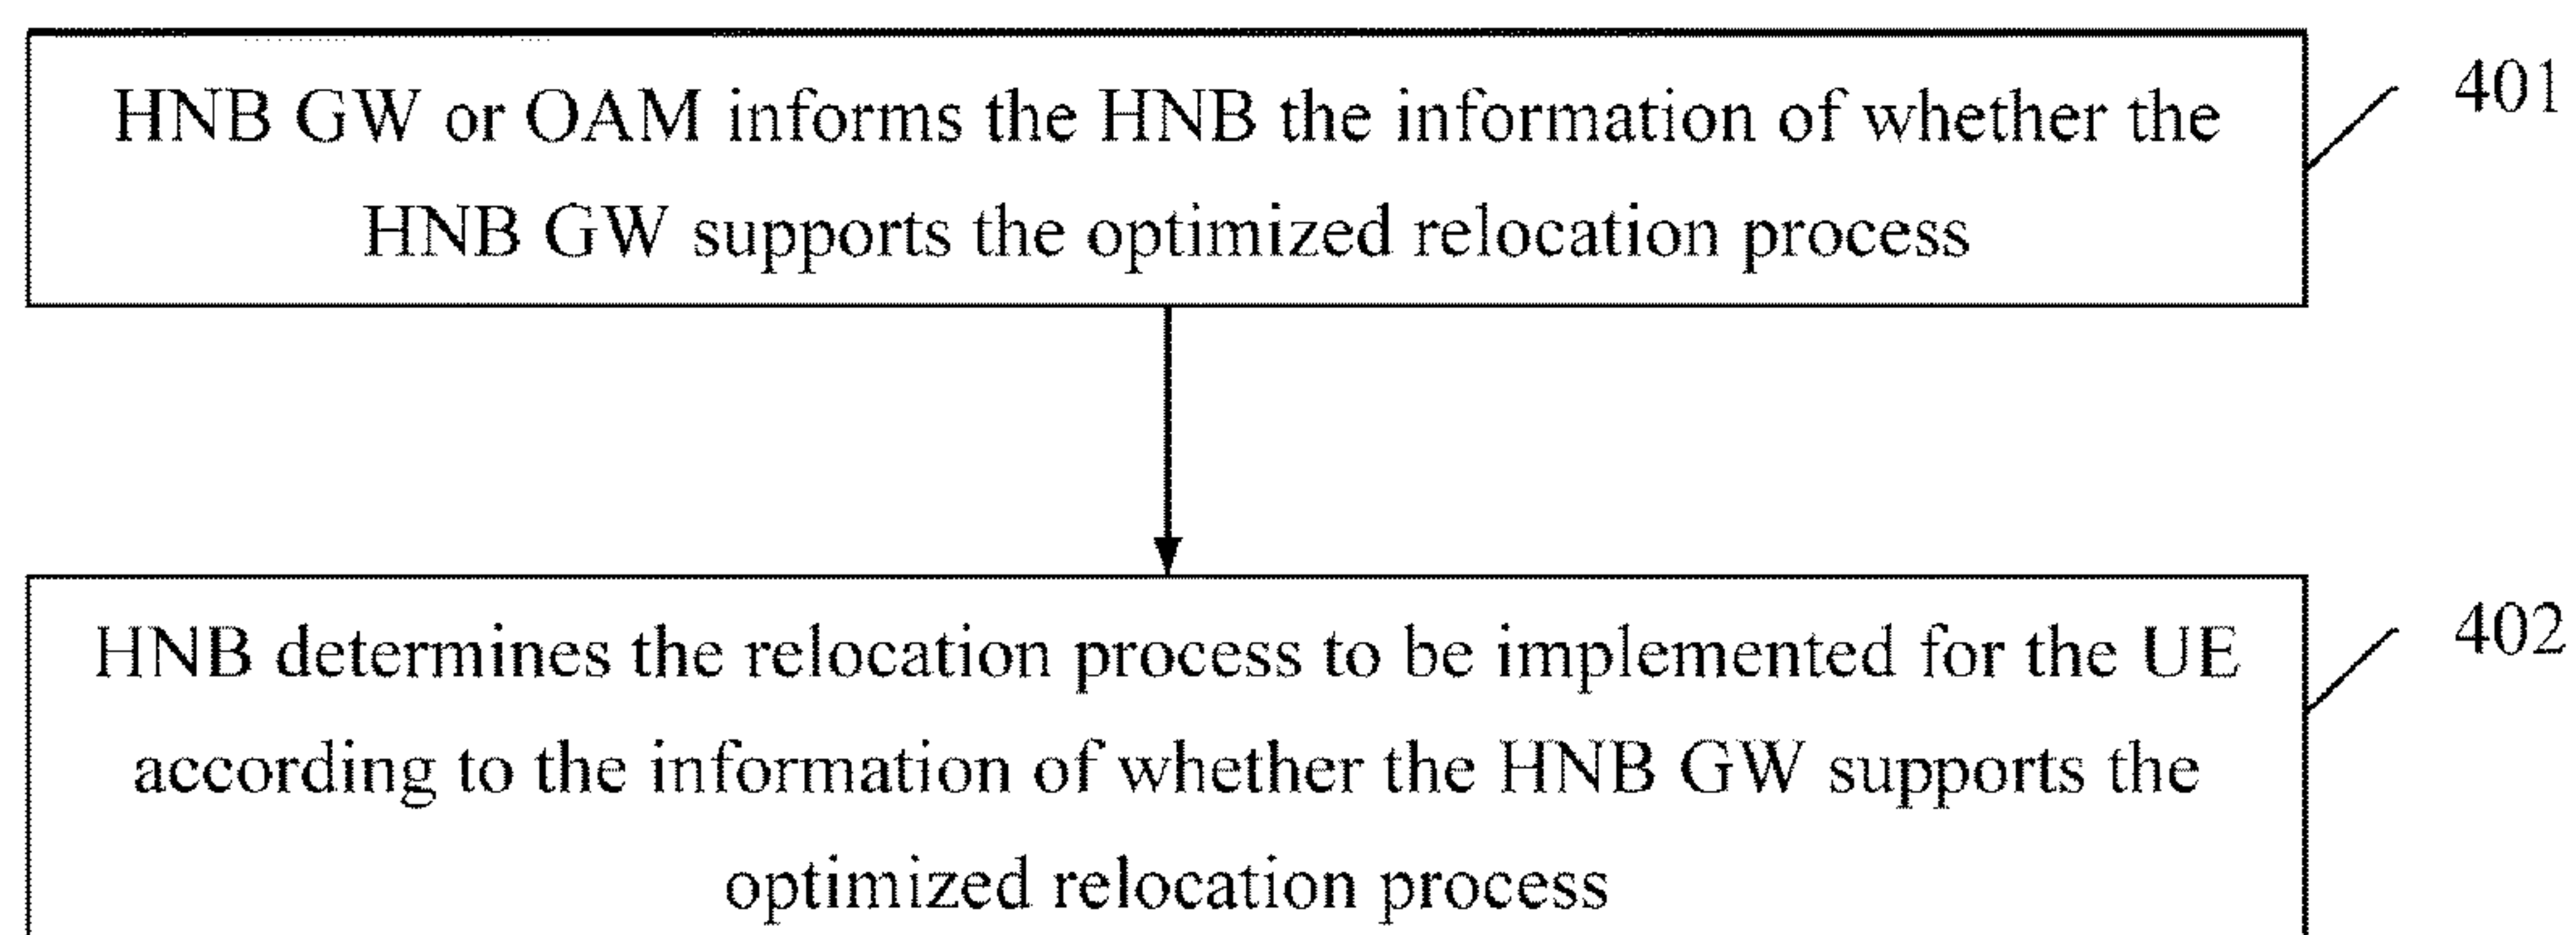 HNB GW or OAM informs the HNB the information of whether the
401
HNB GW supports the optimized relocation process
HNB determines the relocation process to be implemented for the UE
402
according to the information of whether the HNB GW supports the
optimized relocation process